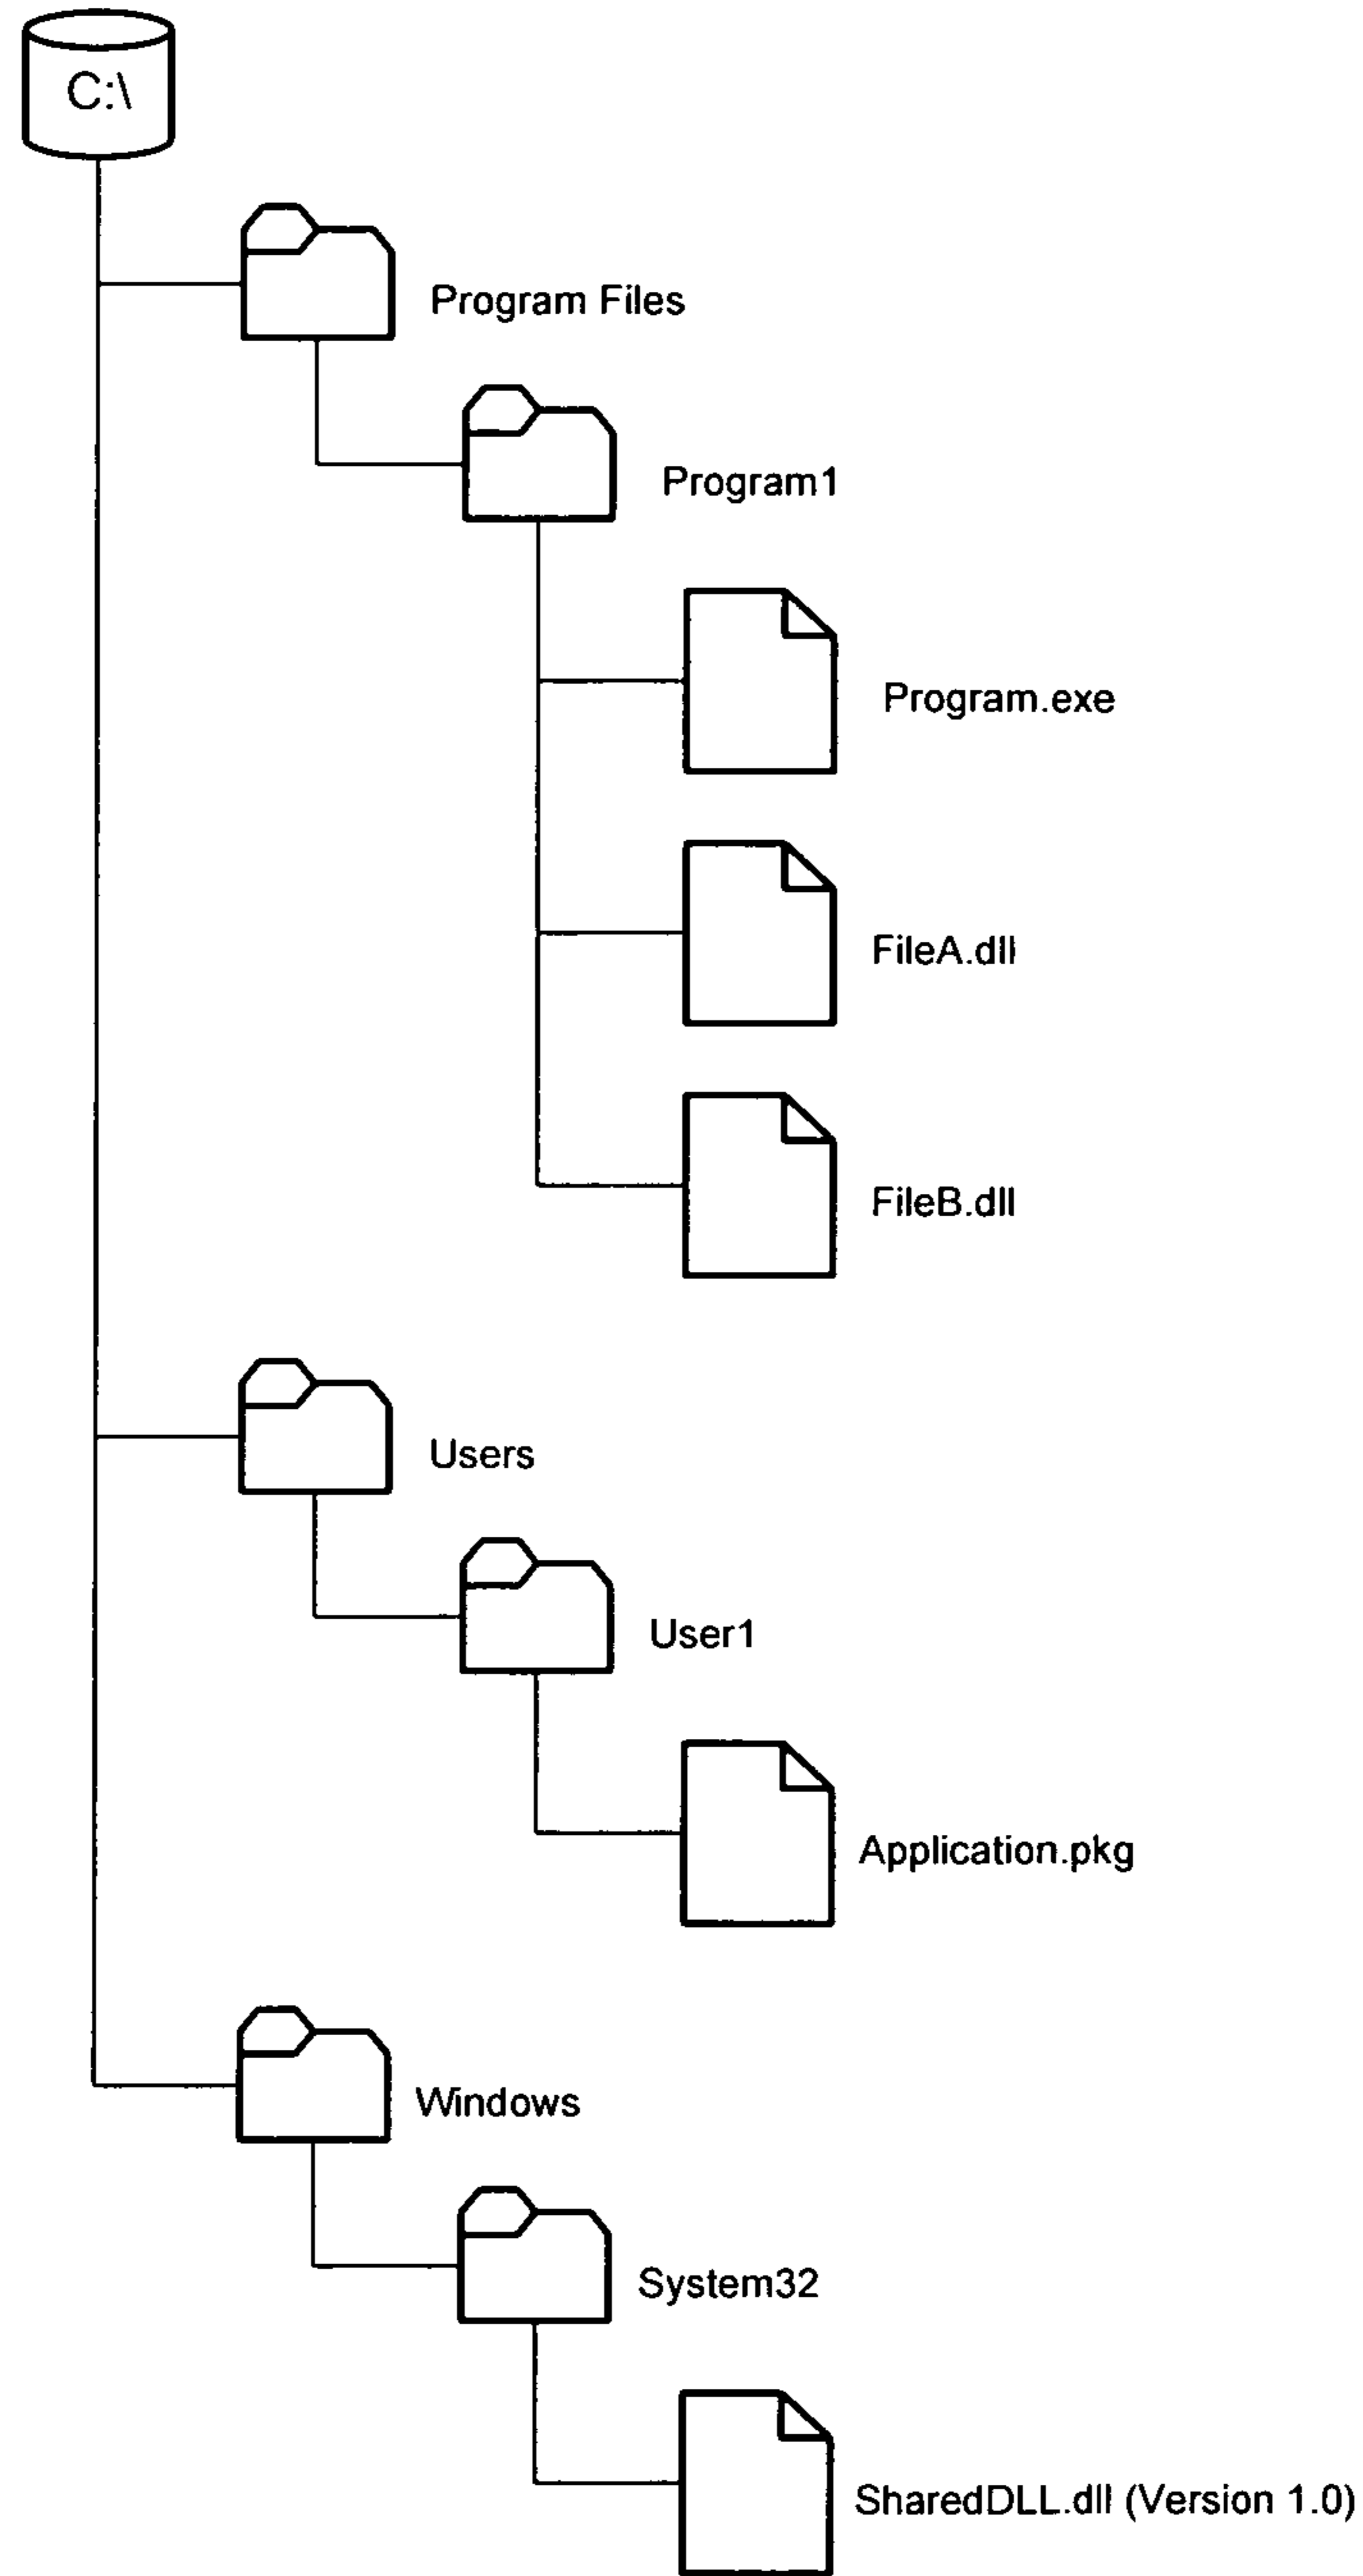 C:\
Program Files
Program1
Program.exe
FileA.dll
FileB.dll
Users
User1
Application.pkg
Windows
System32
SharedDLL.dll (Version 1.0)